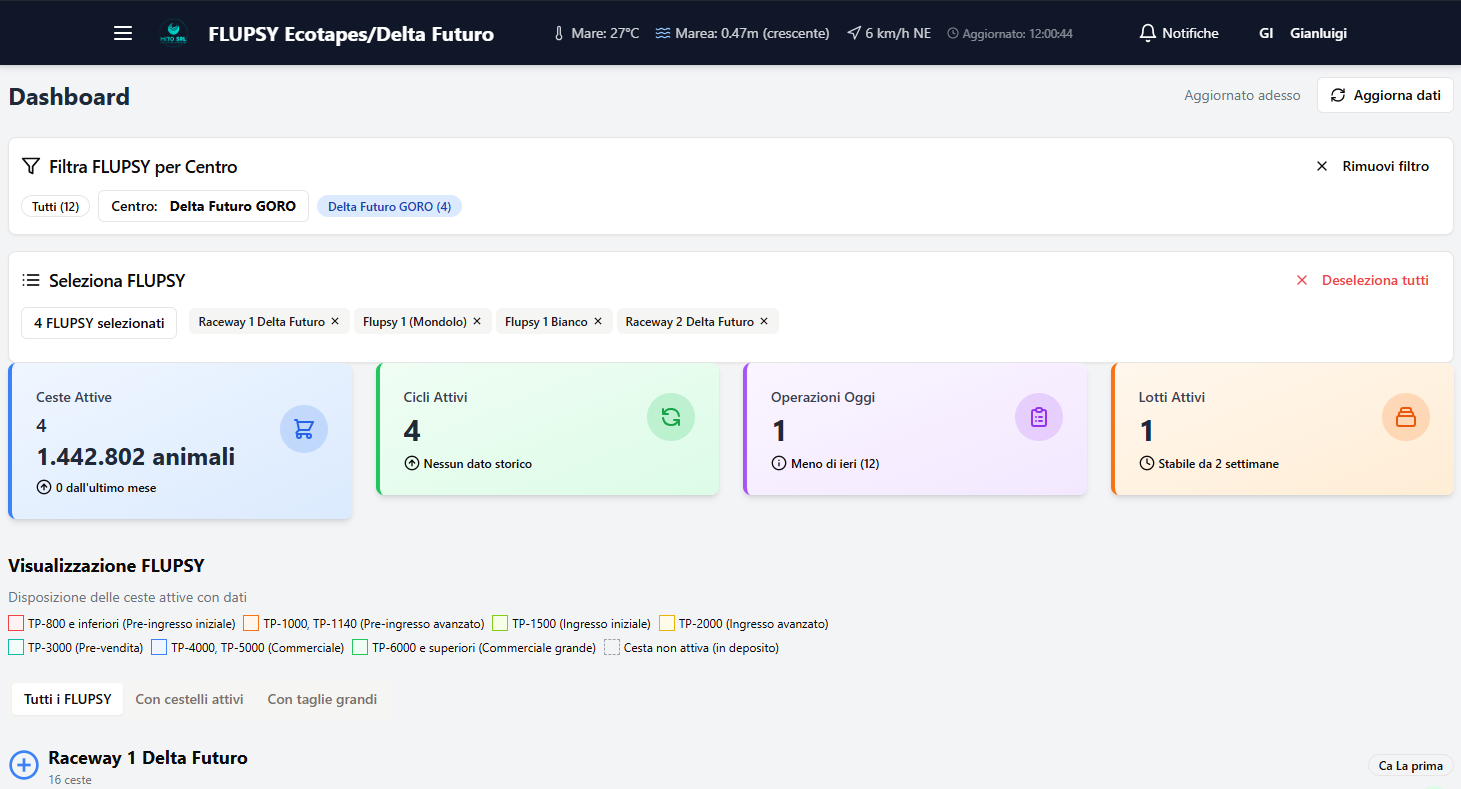 MITO SRL
FLUPSY Ecotapes/Delta Futuro
Mare: 27°C
Marea: 0.47m (crescente)
6 km/h NE
Aggiornato: 12:00:44
Notifiche
GI
Gianluigi
Dashboard
Aggiornato adesso
Aggiorna dati
Filtra FLUPSY per Centro
Rimuovi filtro
Tutti (12)
Centro: Delta Futuro GORO
Delta Futuro GORO (4)
Seleziona FLUPSY
Deseleziona tutti
4 FLUPSY selezionati
Raceway 1 Delta Futuro
Flupsy 1 (Mondolo)
Flupsy 1 Bianco
Raceway 2 Delta Futuro
Ceste Attive
4
1.442.802 animali
0 dall'ultimo mese
Cicli Attivi
4
Nessun dato storico
Operazioni Oggi
1
Meno di ieri (12)
Lotti Attivi
1
Stabile da 2 settimane
Visualizzazione FLUPSY
Disposizione delle ceste attive con dati
TP-800 e inferiori (Pre-ingresso iniziale)
TP-1000, TP-1140 (Pre-ingresso avanzato)
TP-1500 (Ingresso iniziale)
TP-2000 (Ingresso avanzato)
TP-3000 (Pre-vendita)
TP-4000, TP-5000 (Commerciale)
TP-6000 e superiori (Commerciale grande)
Cesta non attiva (in deposito)
Tutti i FLUPSY
Con cestelli attivi
Con taglie grandi
Raceway 1 Delta Futuro
16 ceste
Ca La prima